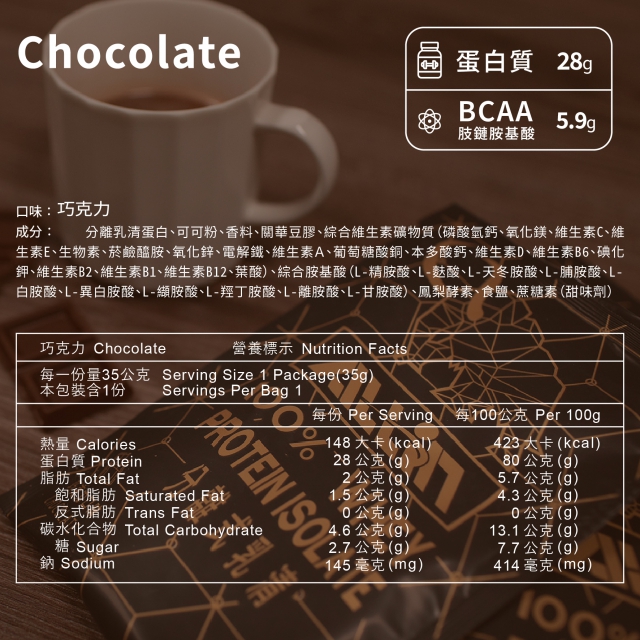 Chocolate
蛋白質 28g
BCAA
肢鏈胺基酸 5.9g
口味：巧克力
成分： 分離乳清蛋白、可可粉、香料、關華豆膠、綜合維生素礦物質(磷酸氫鈣、氧化鎂、維生素C、維
生素E、生物素、菸鹼醯胺、氧化鋅、電解鐵、維生素A、葡萄糖酸銅、本多酸鈣、維生素D、維生素B6、碘化
鉀、維生素B2、維生素B1、維生素B12、葉酸)、綜合胺基酸(L-精胺酸、L-麩酸、L-天冬胺酸、L-脯胺酸、L-
白胺酸、L-異白胺酸、L-纈胺酸、L-羥丁胺酸、L-離胺酸、L-甘胺酸)、鳳梨酵素、食鹽、蔗糖素(甜味劑)
巧克力 Chocolate 營養標示 Nutrition Facts
每一份量35公克 Serving Size 1 Package(35g)
本包裝含1份 Servings Per Bag 1
每份 Per Serving 每100公克 Per 100g
熱量 Calories 148 大卡(kcal) 423 大卡(kcal)
蛋白質 Protein 28 公克(g) 80 公克(g)
脂肪 Total Fat 2 公克(g) 5.7 公克(g)
飽和脂肪 Saturated Fat 1.5 公克(g) 4.3 公克(g)
反式脂肪 Trans Fat 0 公克(g) 0 公克(g)
碳水化合物 Total Carbohydrate 4.6 公克(g) 13.1 公克(g)
糖 Sugar 2.7 公克(g) 7.7 公克(g)
鈉 Sodium 145 毫克(mg) 414 毫克(mg)
100%
PROTEIN ISOLATE
100%